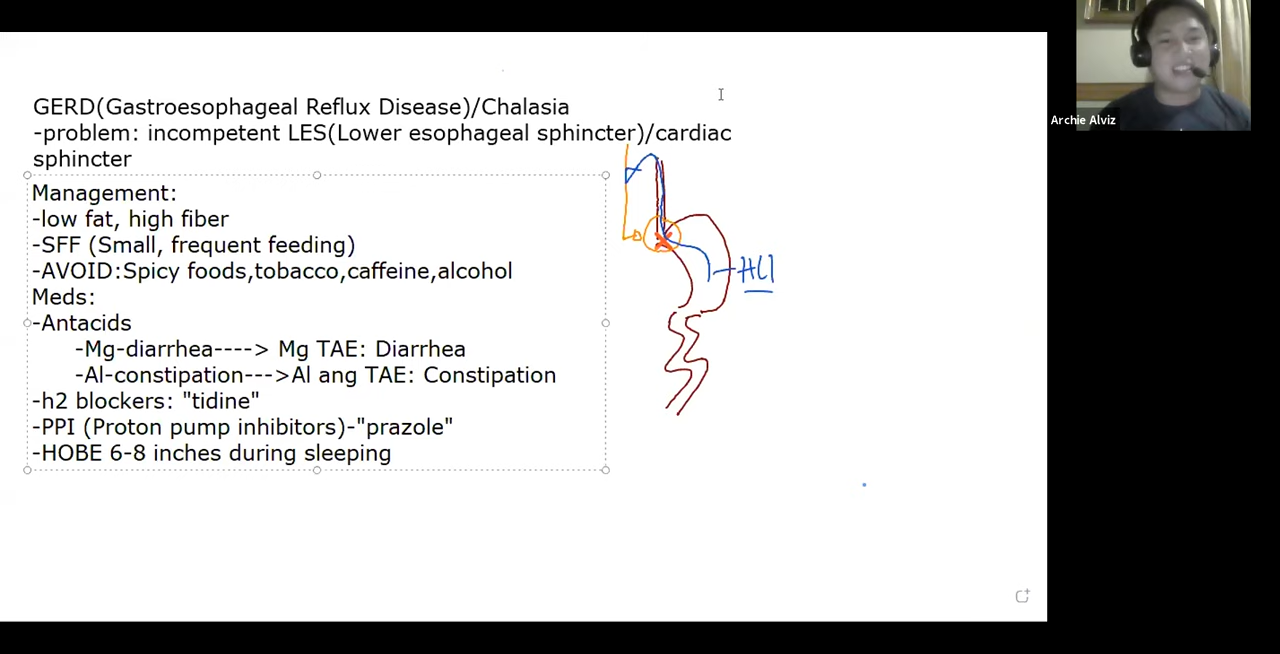 GERD(Gastroesophageal Reflux Disease)/Chalasia
-problem: incompetent LES(Lower esophageal sphincter)/cardiac
sphincter
Management:
-low fat, high fiber
-SFF (Small, frequent feeding)
-AVOID:Spicy foods,tobacco,caffeine,alcohol
Meds:
-Antacids
-Mg-diarrhea----> Mg TAE: Diarrhea
-Al-constipation--->Al ang TAE: Constipation
-h2 blockers: "tidine"
-PPI (Proton pump inhibitors)-"prazole"
-HOBE 6-8 inches during sleeping
HCl
Archie Alviz